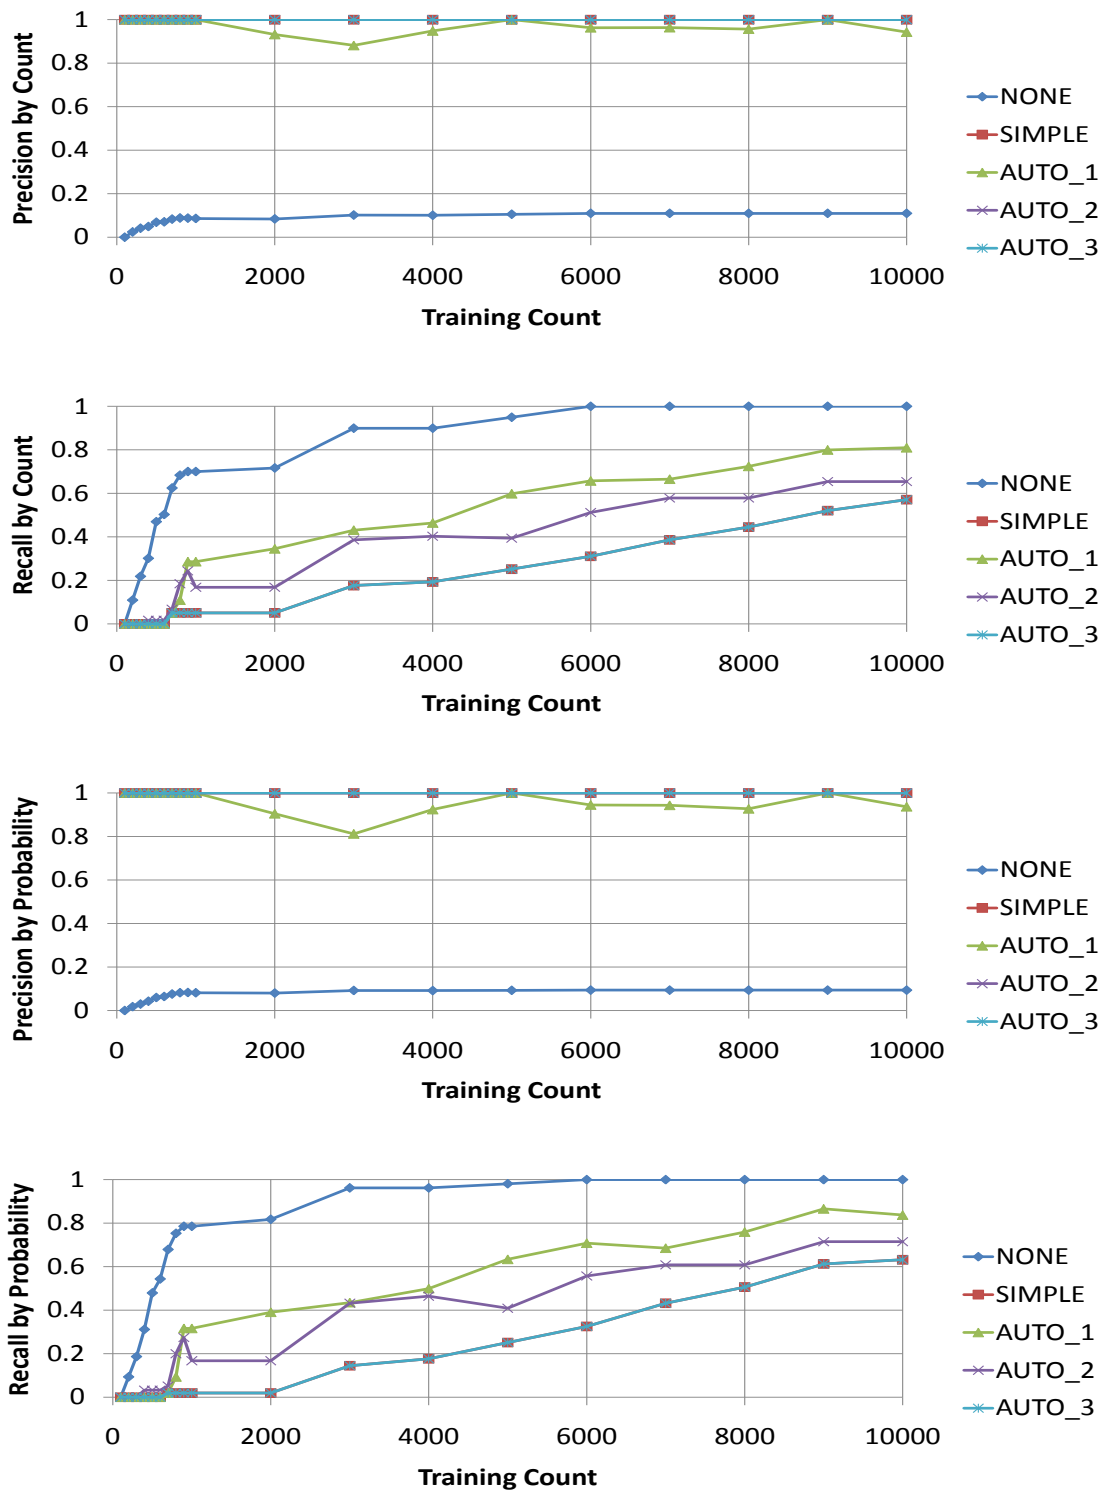 Precision by Count
1
0.8
0.6
0.4
0.2
0
0 2000 4000 6000 8000 10000
Training Count
NONE
SIMPLE
AUTO_1
AUTO_2
AUTO_3
Recall by Count
1
0.8
0.6
0.4
0.2
0
0 2000 4000 6000 8000 10000
Training Count
NONE
SIMPLE
AUTO_1
AUTO_2
AUTO_3
Precision by Probability
1
0.8
0.6
0.4
0.2
0
0 2000 4000 6000 8000 10000
Training Count
NONE
SIMPLE
AUTO_1
AUTO_2
AUTO_3
Recall by Probability
1
0.8
0.6
0.4
0.2
0
0 2000 4000 6000 8000 10000
Training Count
NONE
SIMPLE
AUTO_1
AUTO_2
AUTO_3